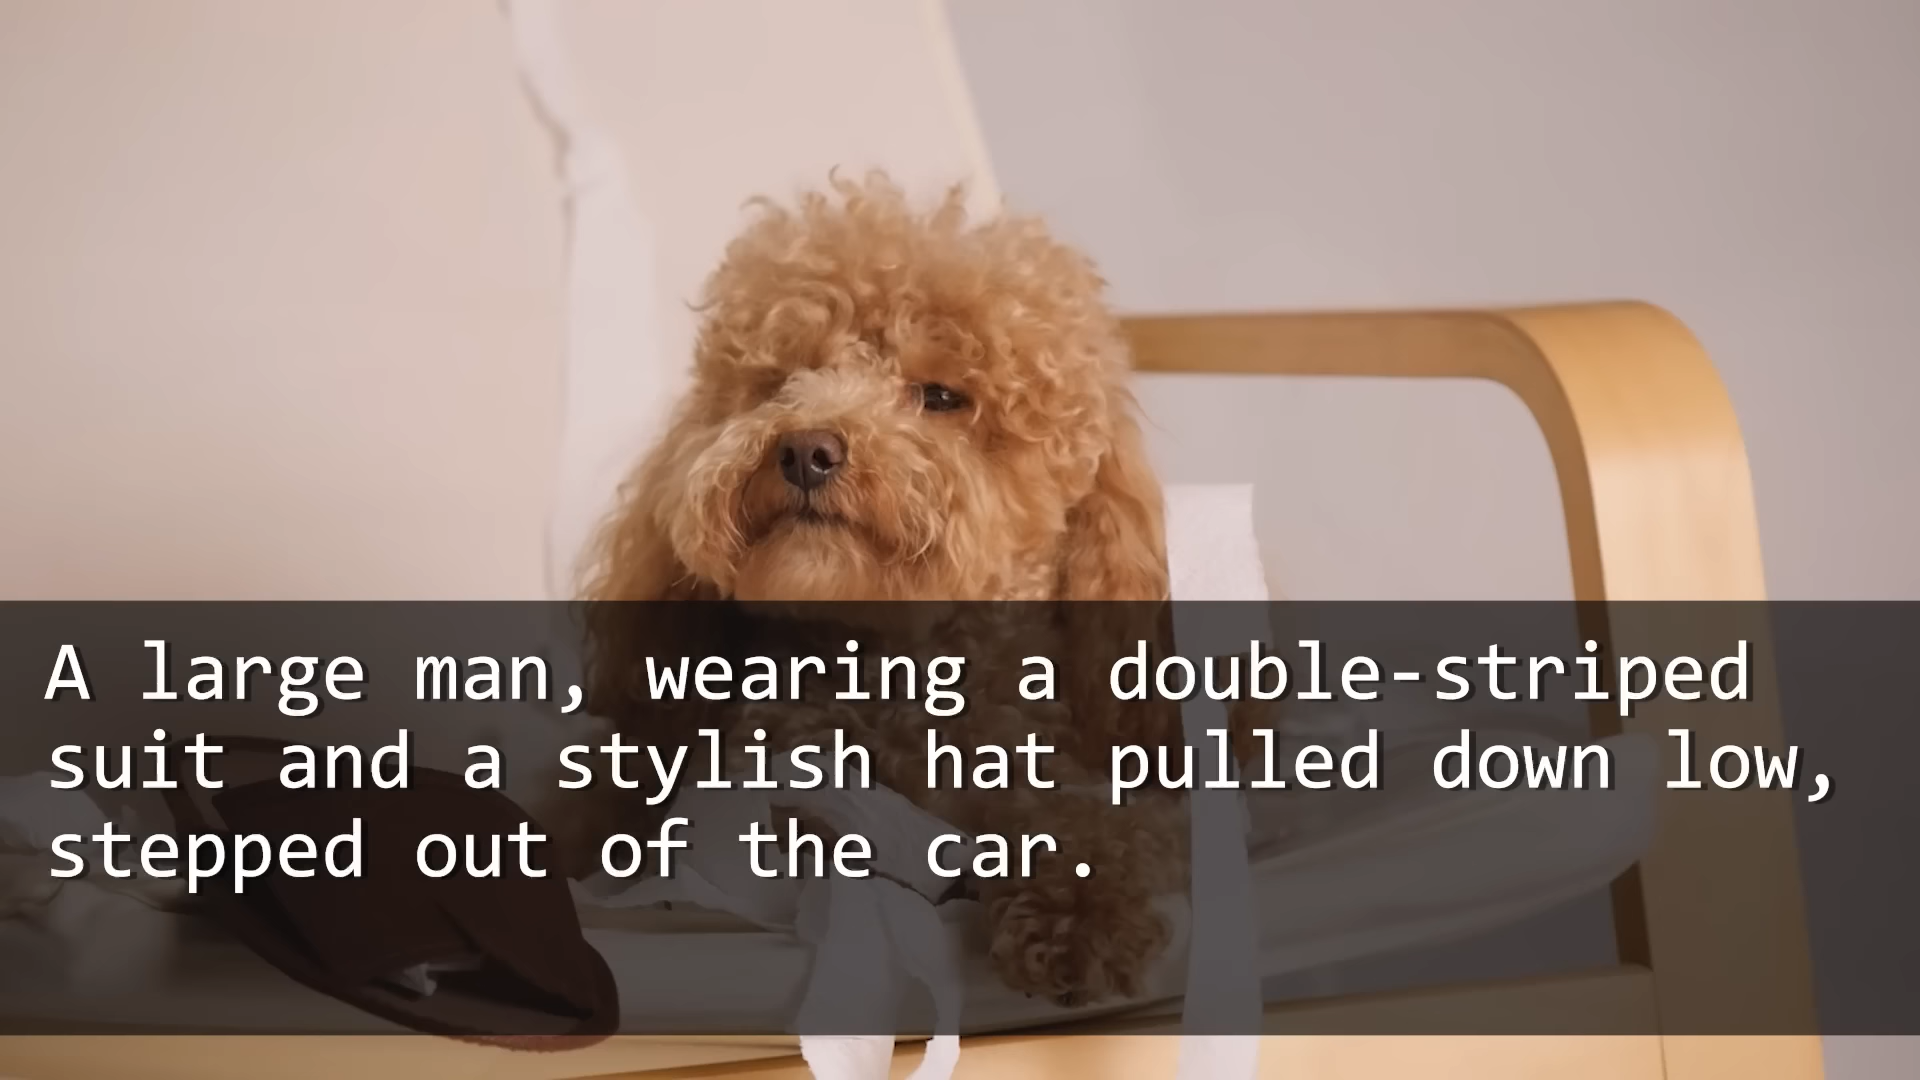 A large man, wearing a double-striped
suit and a stylish hat pulled down low,
stepped out of the car.